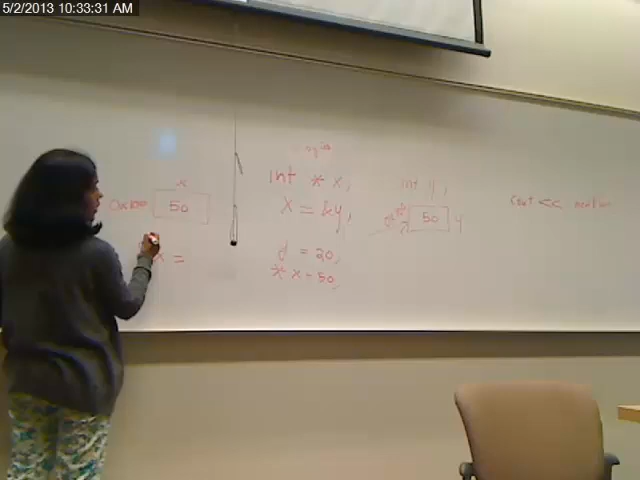 5/2/2013 10:33:31 AM
x
50
x =
int * x;
x = &y;
y = 20;
* x = 50;
int y;
50 y
cout <<